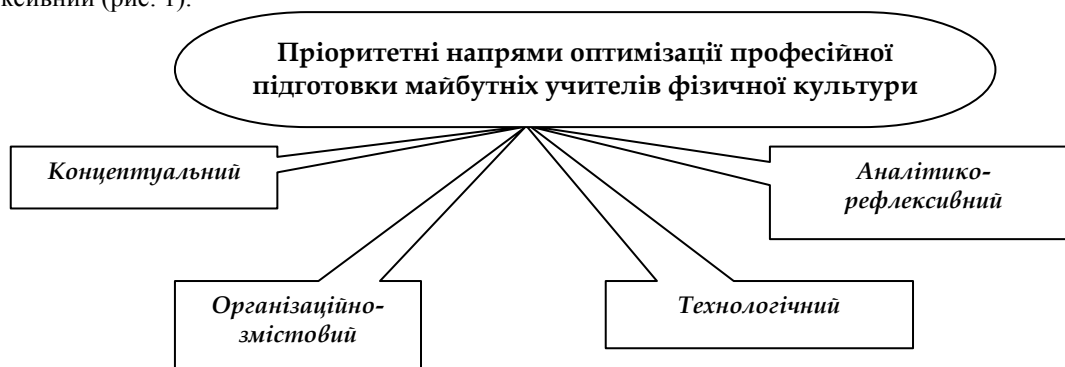 ксивний (рис. 1).
Пріоритетні напрями оптимізації професійної
підготовки майбутніх учителів фізичної культури
Концептуальний
Аналітико-
рефлексивний
Організаційно-
змістовий
Технологічний